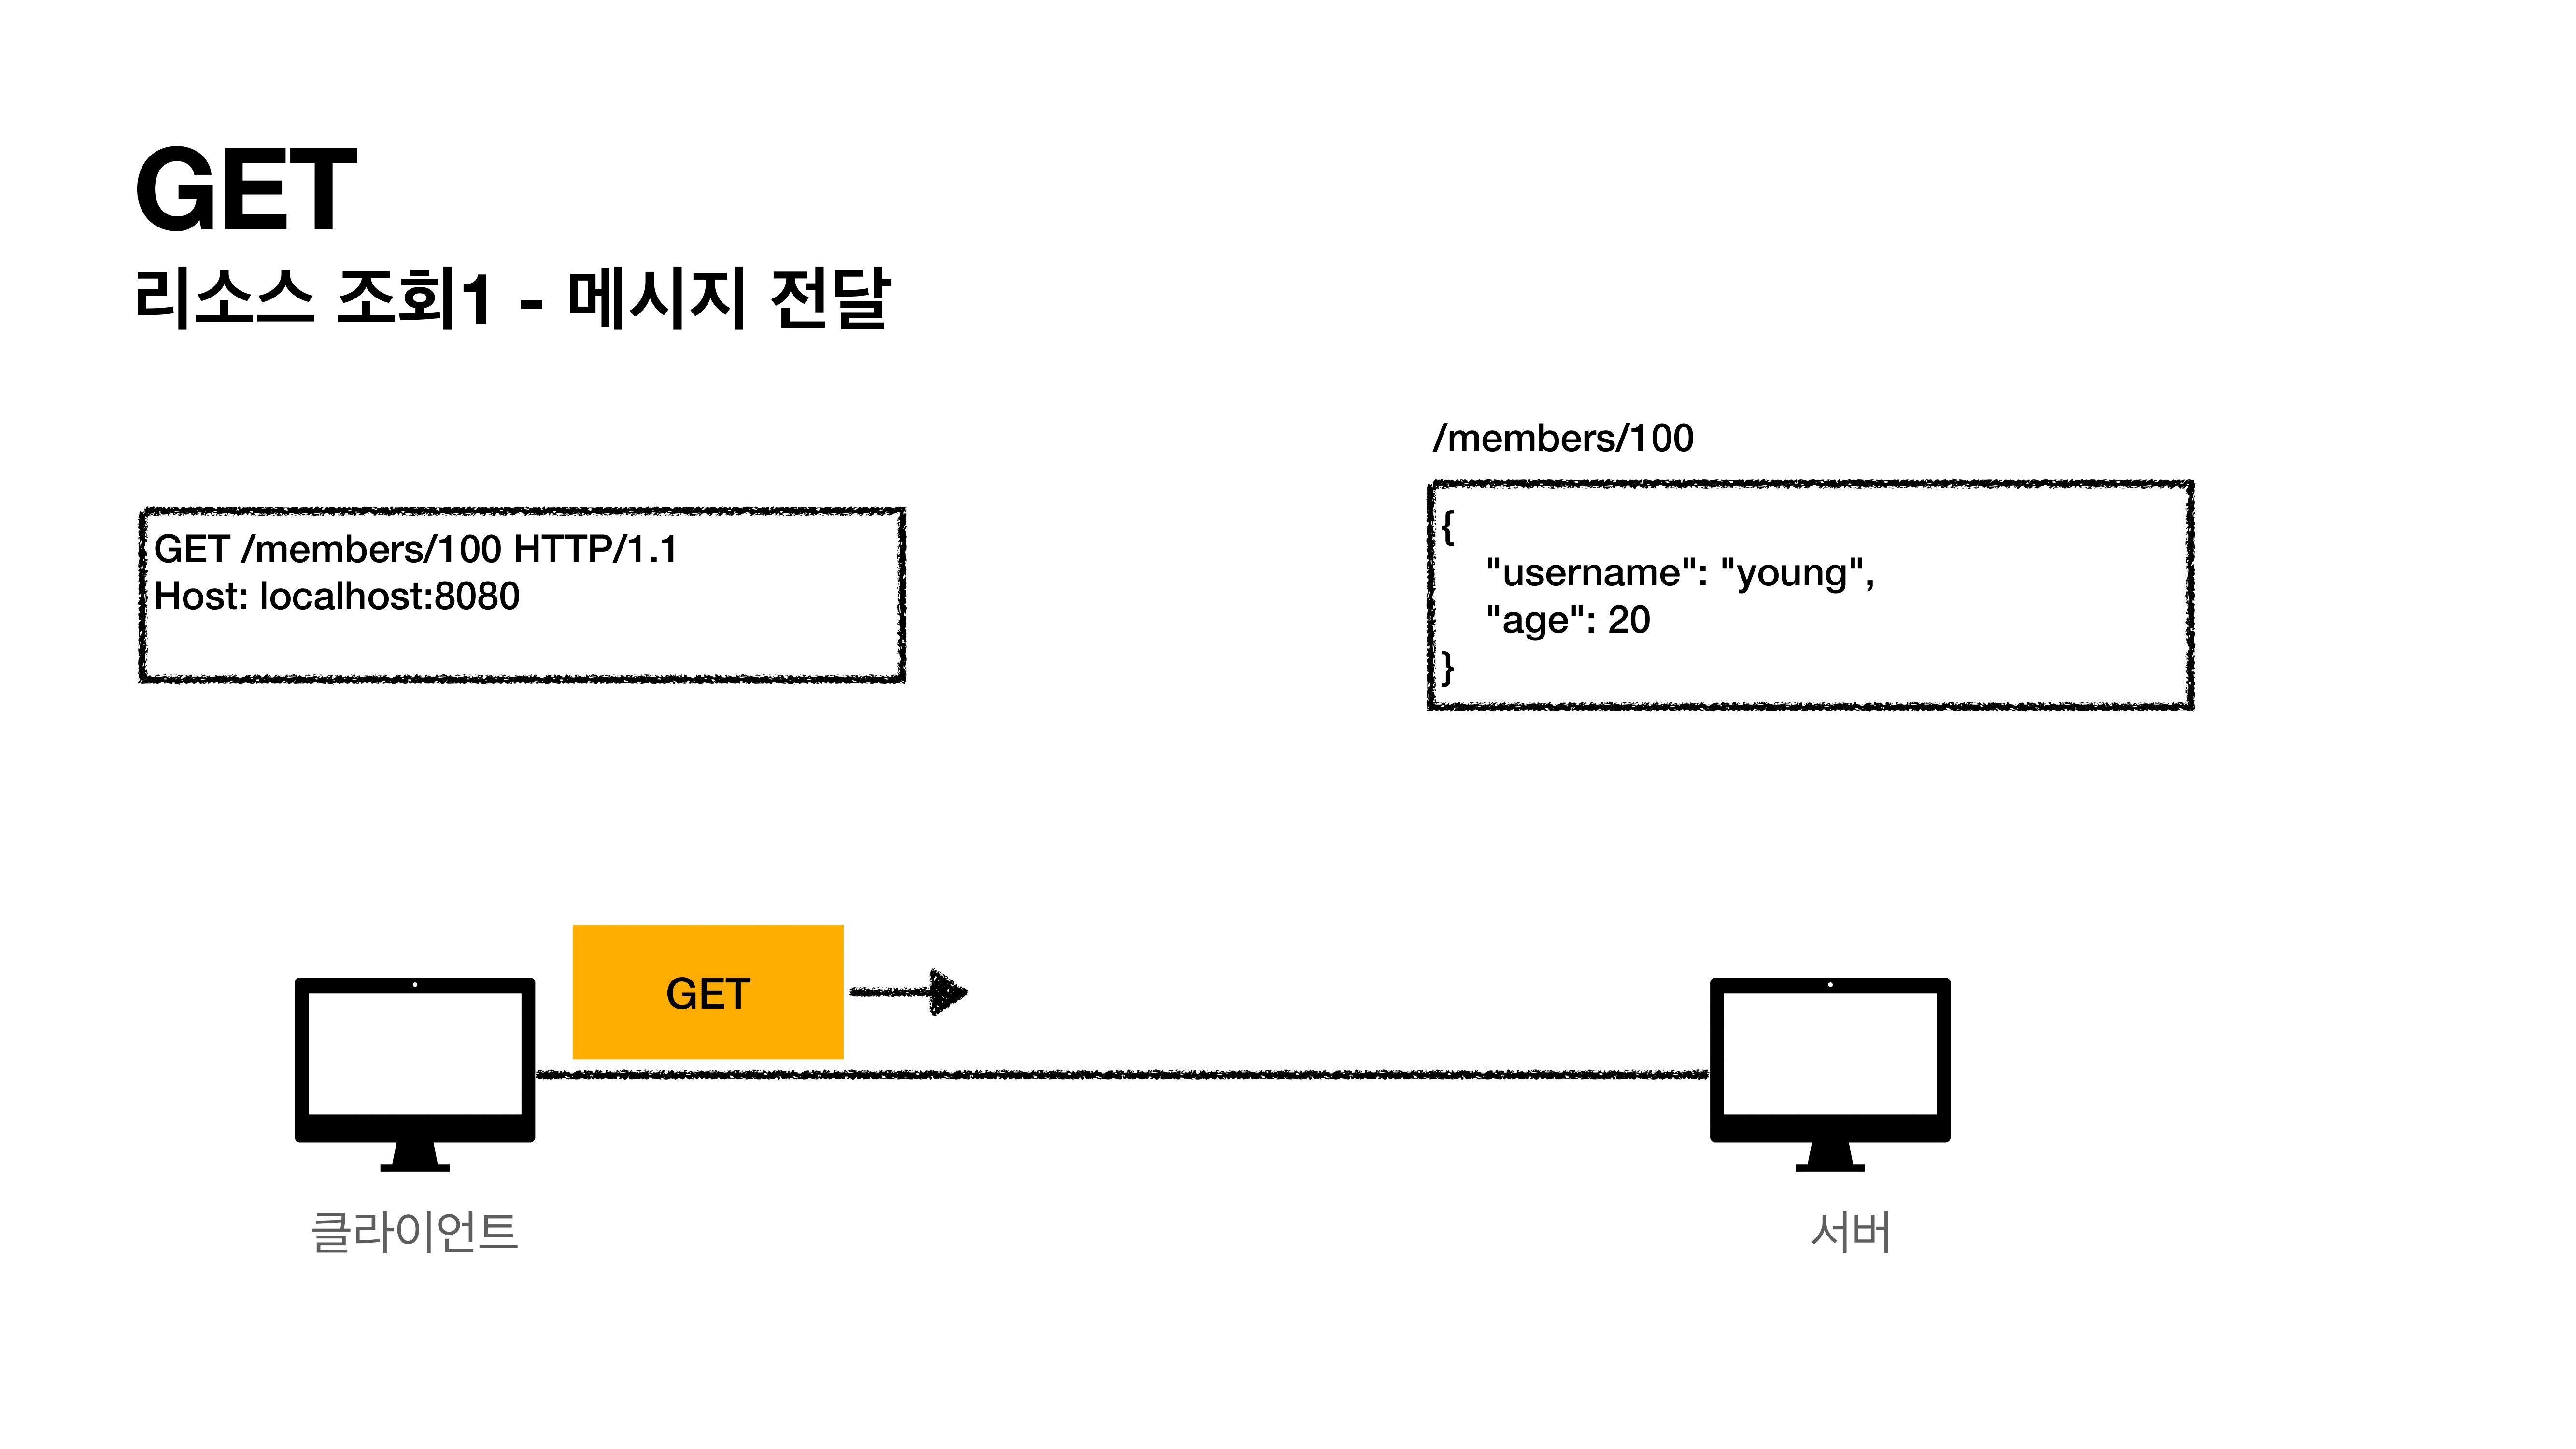 GET
리소스 조회1 - 메시지 전달
GET /members/100 HTTP/1.1
Host: localhost:8080
/members/100
{
"username": "young",
"age": 20
}
GET
클라이언트
서버